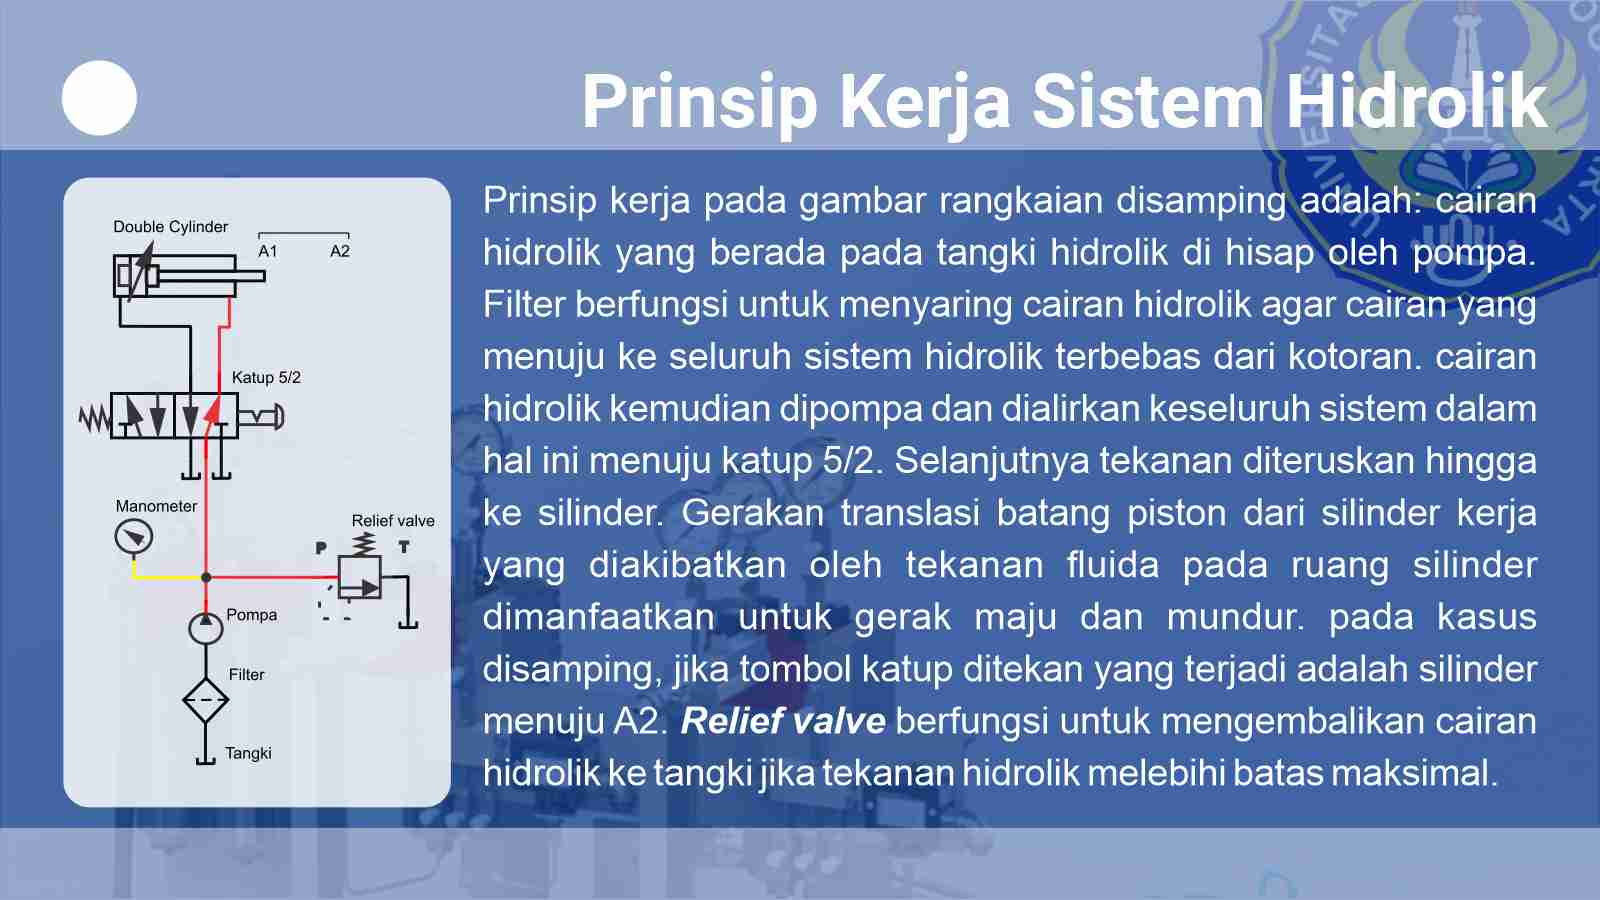 Prinsip Kerja Sistem Hidrolik
Double Cylinder
A1 A2
Katup 5/2
Manometer
Relief valve
P T
Pompa
Filter
Tangki
Prinsip kerja pada gambar rangkaian disamping adalah: cairan
hidrolik yang berada pada tangki hidrolik di hisap oleh pompa.
Filter berfungsi untuk menyaring cairan hidrolik agar cairan yang
menuju ke seluruh sistem hidrolik terbebas dari kotoran. cairan
hidrolik kemudian dipompa dan dialirkan keseluruh sistem dalam
hal ini menuju katup 5/2. Selanjutnya tekanan diteruskan hingga
ke silinder. Gerakan translasi batang piston dari silinder kerja
yang diakibatkan oleh tekanan fluida pada ruang silinder
dimanfaatkan untuk gerak maju dan mundur. pada kasus
disamping, jika tombol katup ditekan yang terjadi adalah silinder
menuju A2. Relief valve berfungsi untuk mengembalikan cairan
hidrolik ke tangki jika tekanan hidrolik melebihi batas maksimal.